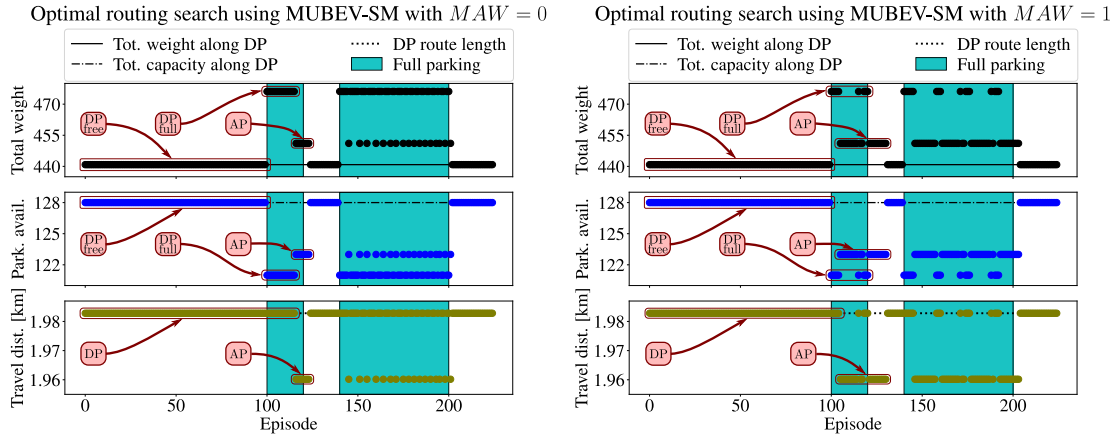 Optimal routing search using MUBEV-SM with MAW = 0
Tot. weight along DP
Tot. capacity along DP
DP route length
Full parking
Total weight
470
455
440
DP free
DP full
AP
Park. avail.
128
125
122
DP free
DP full
AP
Travel dist. [km]
1.98
1.97
1.96
DP
AP
0 50 100 150 200
Episode
Optimal routing search using MUBEV-SM with MAW = 1
Tot. weight along DP
Tot. capacity along DP
DP route length
Full parking
Total weight
470
455
440
DP free
DP full
AP
Park. avail.
128
125
122
DP free
DP full
AP
Travel dist. [km]
1.98
1.97
1.96
DP
AP
0 50 100 150 200
Episode